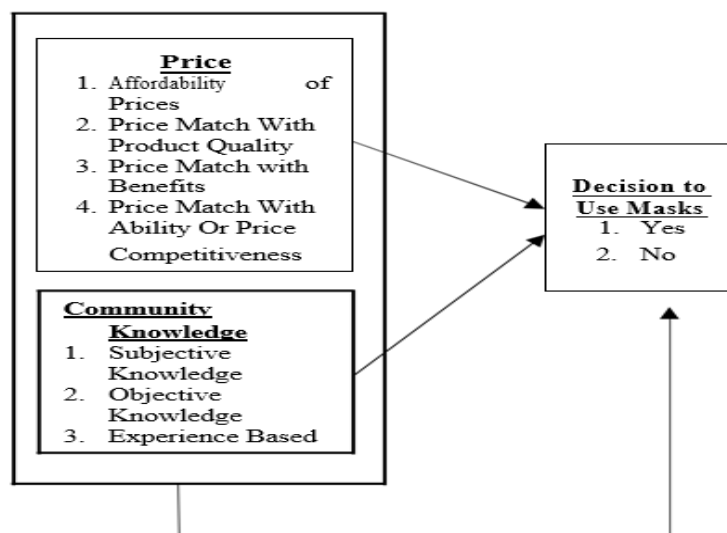 Price
1. Affordability of
Prices
2. Price Match With
Product Quality
3. Price Match with
Benefits
4. Price Match With
Ability Or Price
Competitiveness
Community
Knowledge
1. Subjective
Knowledge
2. Objective
Knowledge
3. Experience Based
Decision to
Use Masks
1. Yes
2. No